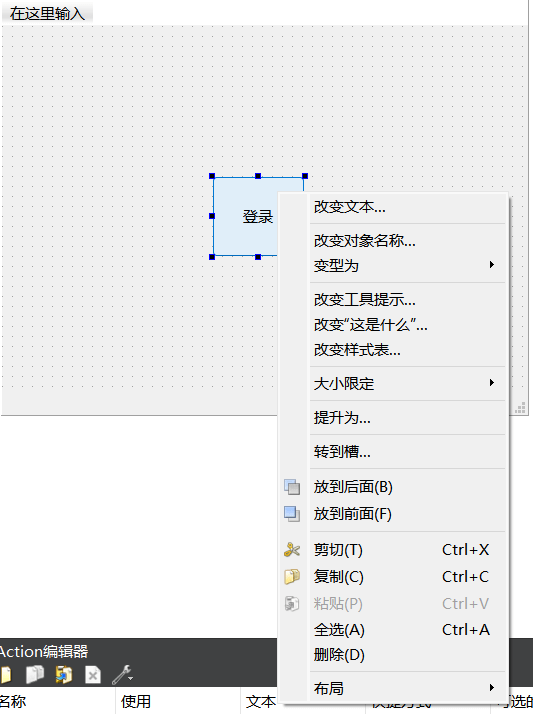 在这里输入
登录
改变文本...
改变对象名称...
变型为
改变工具提示...
改变“这是什么”...
改变样式表...
大小限定
提升为...
转到槽...
放到后面(B)
放到前面(F)
剪切(T) Ctrl+X
复制(C) Ctrl+C
粘贴(P) Ctrl+V
全选(A) Ctrl+A
删除(D)
布局
Action编辑器
名称 使用 文本